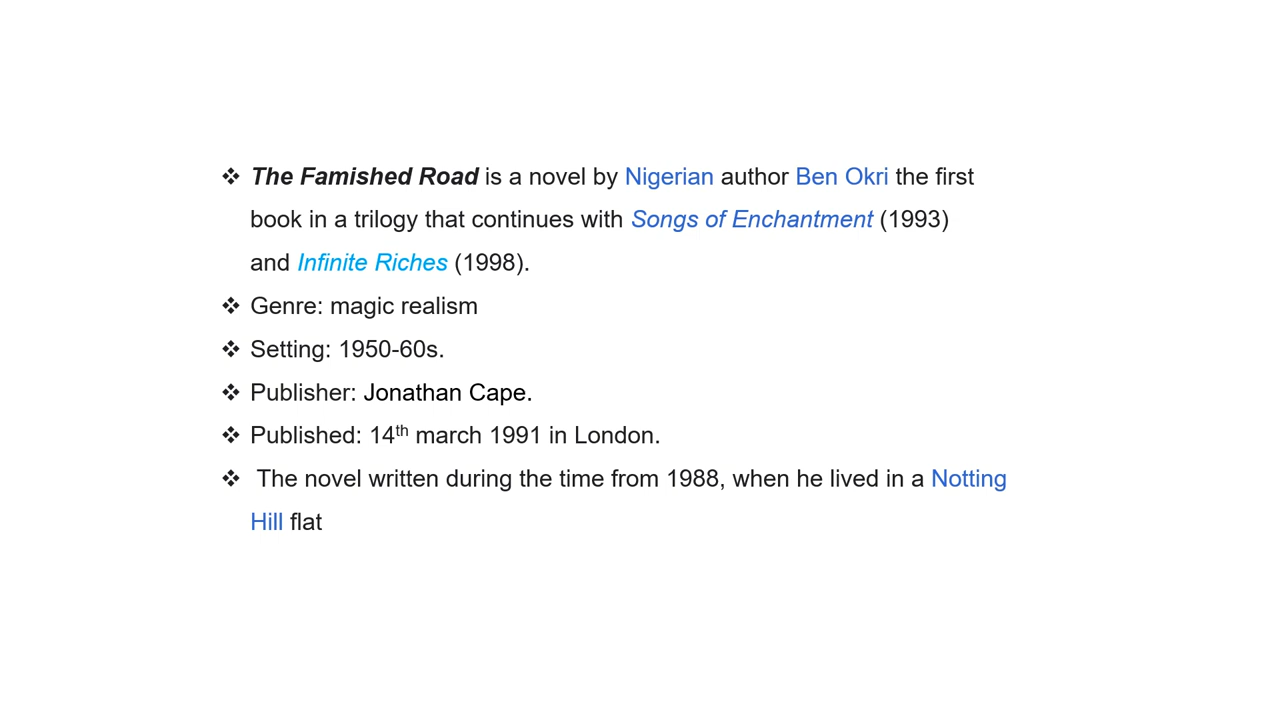 ❖ The Famished Road is a novel by Nigerian author Ben Okri the first
book in a trilogy that continues with Songs of Enchantment (1993)
and Infinite Riches (1998).
❖ Genre: magic realism
❖ Setting: 1950-60s.
❖ Publisher: Jonathan Cape.
❖ Published: 14th march 1991 in London.
❖ The novel written during the time from 1988, when he lived in a Notting
Hill flat